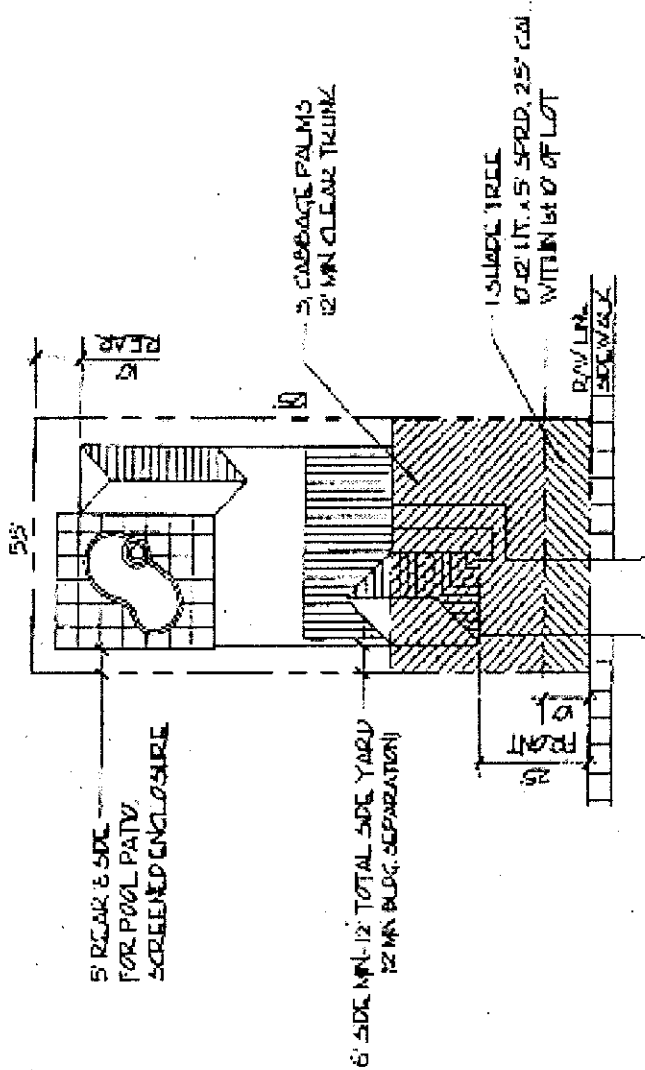 55'
5' REAR & SIDE
FOR POOL PATIO
SCREENED ENCLOSURE
10'
REAR
3, CABBAGE PALMS
12' MIN CLEAR TRUNK
6' SIDE MIN-12' TOTAL SIDE YARD
12' MIN BLDG. SEPARATION)
1 SHADE TREE
10-12' HT. x 5' SPRD, 2.5" CAL.
WITHIN 1st 10' OF LOT
R/W LINE
SIDEWALK
25'
FRONT
10'